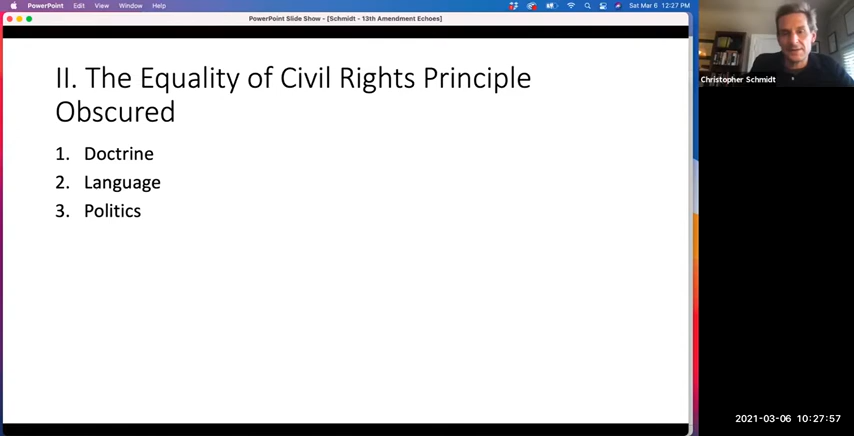 PowerPoint Edit View Window Help Sat Mar 6 12:27 PM
PowerPoint Slide Show - [Schmidt - 13th Amendment Echoes]
II. The Equality of Civil Rights Principle
Obscured
1. Doctrine
2. Language
3. Politics
Christopher Schmidt
2021-03-06 10:27:57